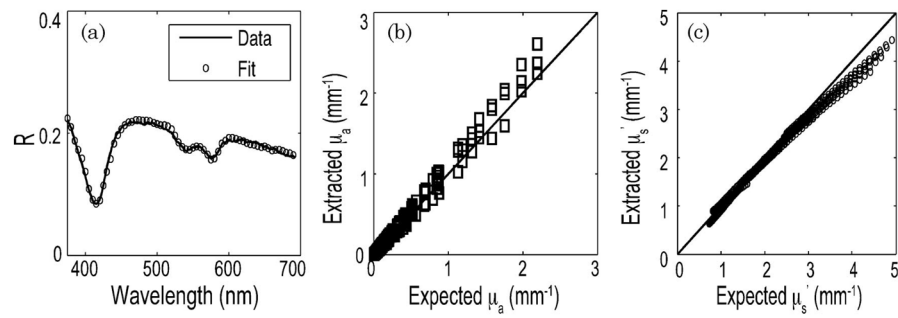 (a)
Data
Fit
0.4
0.2
0
R
400
500
600
700
Wavelength (nm)
(b)
3
2
1
0
Extracted μa (mm-1)
0
1
2
3
Expected μa (mm-1)
(c)
5
4
3
2
1
0
Extracted μs' (mm-1)
0
1
2
3
4
5
Expected μs' (mm-1)